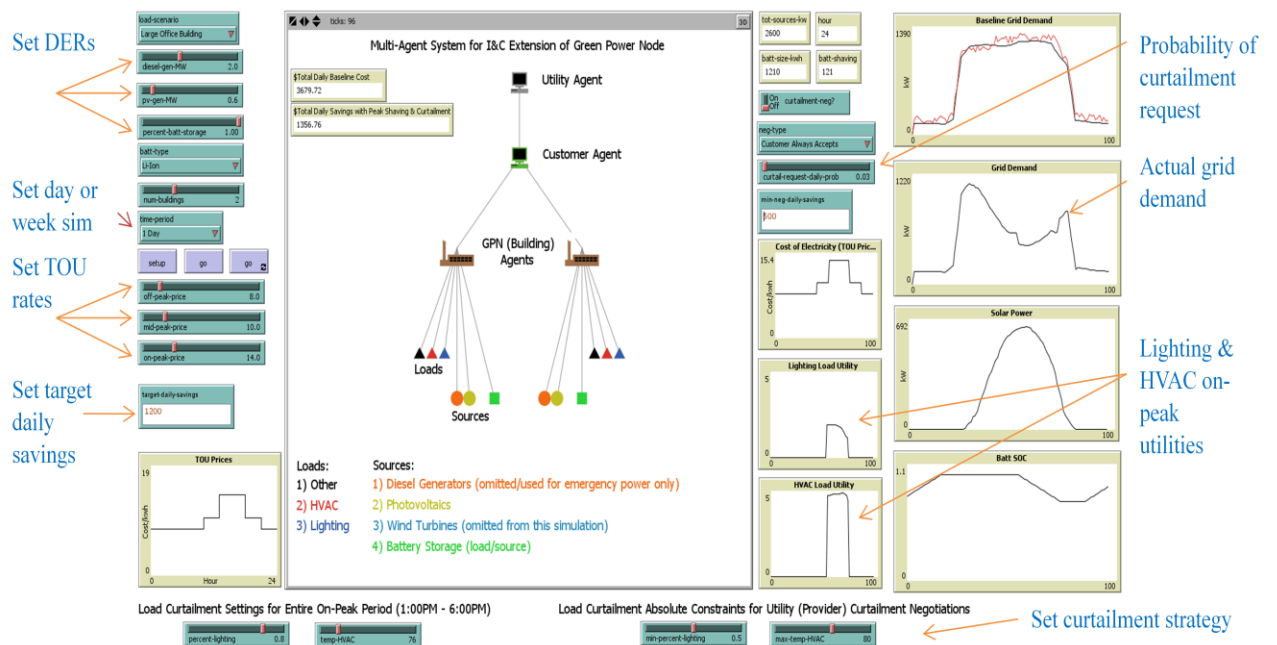 Set DERs
Set day or
week sim
Set TOU
rates
Set target
daily
savings
load-scenario
Large Office Building
diesel-gen-MW 2.0
pv-gen-MW 0.6
percent-batt-storage 1.00
batt-type
Li-Ion
num-buildings 2
time-period
1 Day
setup
go
go
off-peak-price 8.0
mid-peak-price 10.0
on-peak-price 14.0
target-daily-savings
1200
TOU Prices
19
Cost/kwh
0
0 Hour 24
ticks: 96
3D
Multi-Agent System for I&C Extension of Green Power Node
$Total Daily Baseline Cost
3679.72
$Total Daily Savings with Peak Shaving & Curtailment
1356.76
Utility Agent
Customer Agent
GPN (Building)
Agents
Loads
Sources
Loads:
1) Other
2) HVAC
3) Lighting
Sources:
1) Diesel Generators (omitted/used for emergency power only)
2) Photovoltaics
3) Wind Turbines (omitted from this simulation)
4) Battery Storage (load/source)
tot-sources-kw
2600
hour
24
batt-size-kwh
1210
batt-shaving
121
On
Off
curtailment-neg?
neg-type
Customer Always Accepts
curtail-request-daily-prob 0.03
min-neg-daily-savings
500
Cost of Electricity (TOU Pric...
15.4
Cost/kwh
0
0 100
Lighting Load Utility
5
0
0 100
HVAC Load Utility
5
0
0 100
Baseline Grid Demand
1390
kW
0
0 100
Grid Demand
1220
kW
0
0 100
Solar Power
692
kW
0
0 100
Batt SOC
1.1
0
0 100
Probability of
curtailment
request
Actual grid
demand
Lighting &
HVAC on-
peak
utilities
Load Curtailment Settings for Entire On-Peak Period (1:00PM - 6:00PM)
percent-lighting 0.8
temp-HVAC 76
Load Curtailment Absolute Constraints for Utility (Provider) Curtailment Negotiations
min-percent-lighting 0.5
max-temp-HVAC 80
Set curtailment strategy